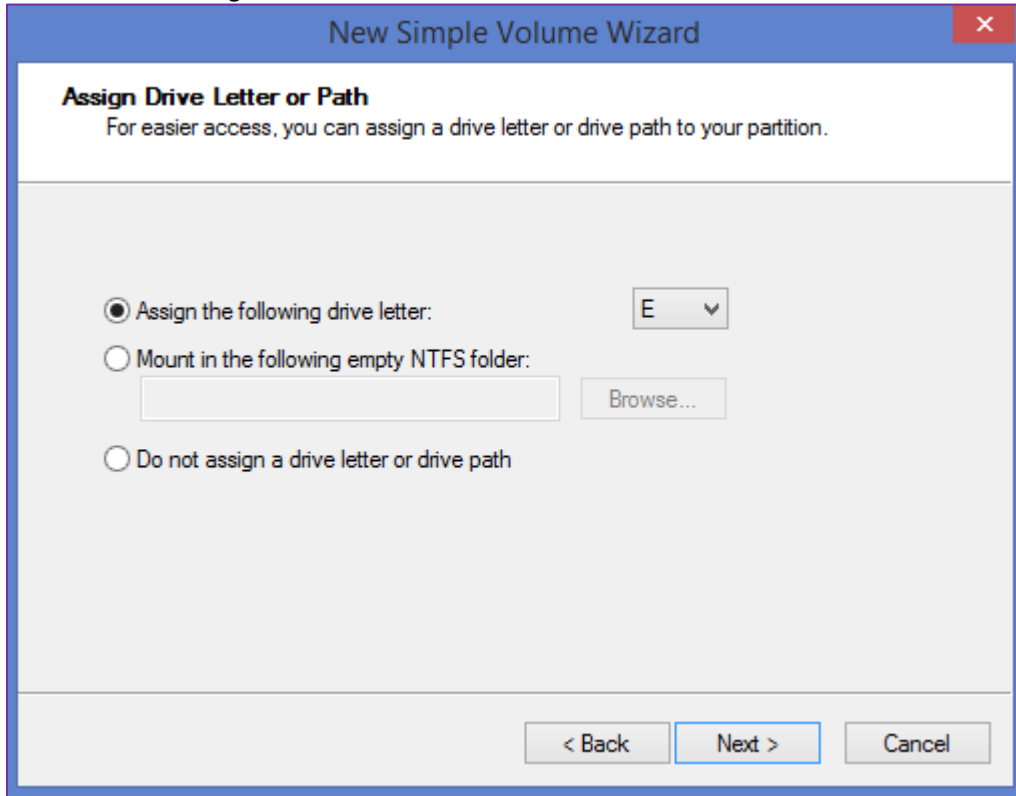 New Simple Volume Wizard
Assign Drive Letter or Path
For easier access, you can assign a drive letter or drive path to your partition.
Assign the following drive letter: E
Mount in the following empty NTFS folder:
Browse...
Do not assign a drive letter or drive path
< Back Next > Cancel